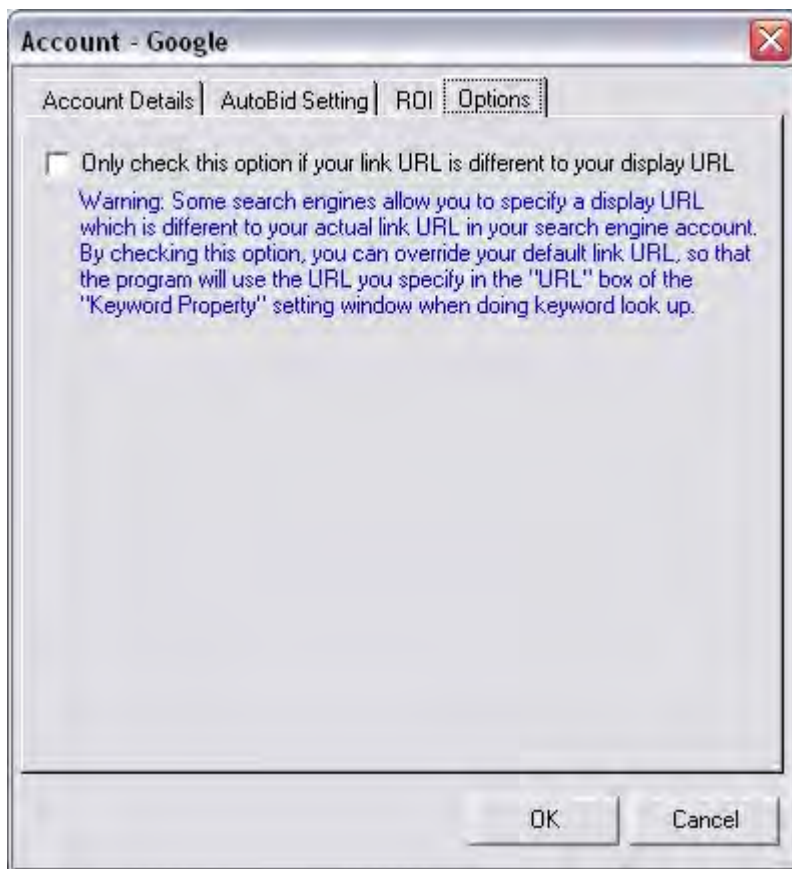 Account - Google
Account Details
AutoBid Setting
ROI
Options
Only check this option if your link URL is different to your display URL
Warning: Some search engines allow you to specify a display URL
which is different to your actual link URL in your search engine account.
By checking this option, you can override your default link URL, so that
the program will use the URL you specify in the "URL" box of the
"Keyword Property" setting window when doing keyword look up.
OK
Cancel